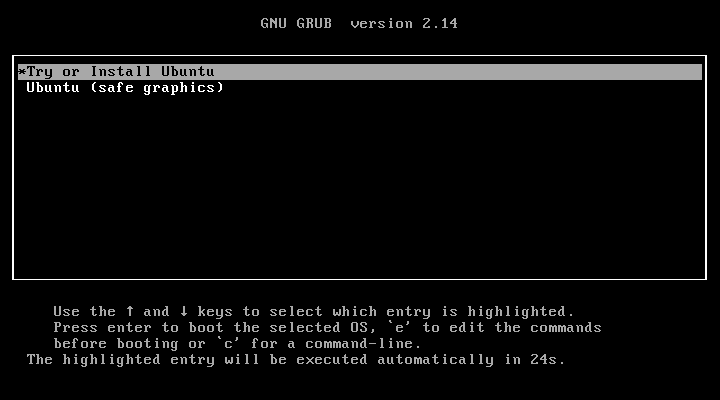 GNU GRUB  version 2.14
*Try or Install Ubuntu
Ubuntu (safe graphics)
Use the ↑ and ↓ keys to select which entry is highlighted.
Press enter to boot the selected OS, `e' to edit the commands
before booting or `c' for a command-line.
The highlighted entry will be executed automatically in 24s.